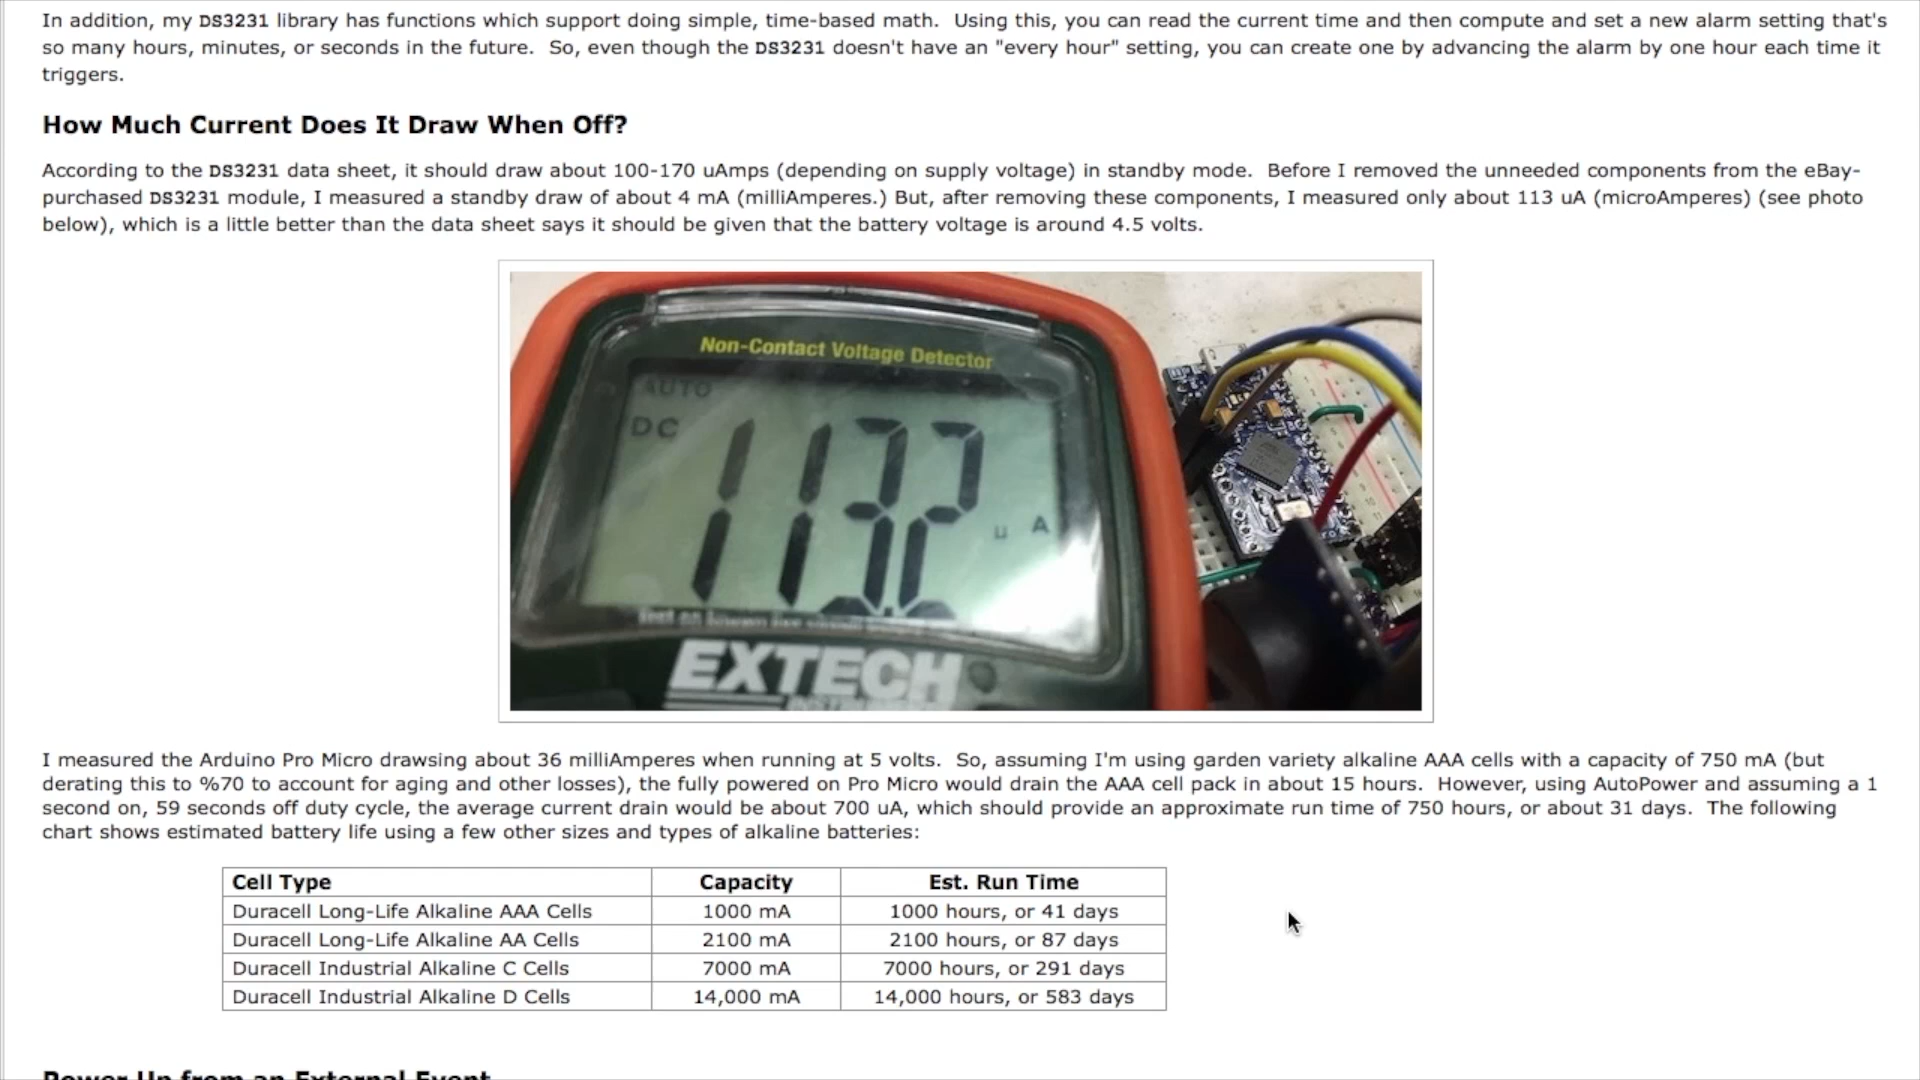 In addition, my DS3231 library has functions which support doing simple, time-based math.  Using this, you can read the current time and then compute and set a new alarm setting that's
so many hours, minutes, or seconds in the future.  So, even though the DS3231 doesn't have an "every hour" setting, you can create one by advancing the alarm by one hour each time it
triggers.
How Much Current Does It Draw When Off?
According to the DS3231 data sheet, it should draw about 100-170 uAmps (depending on supply voltage) in standby mode.  Before I removed the unneeded components from the eBay-
purchased DS3231 module, I measured a standby draw of about 4 mA (milliAmperes.) But, after removing these components, I measured only about 113 uA (microAmperes) (see photo
below), which is a little better than the data sheet says it should be given that the battery voltage is around 4.5 volts.
Non-Contact Voltage Detector
AUTO
DC
113.2
u A
EXTECH
I measured the Arduino Pro Micro drawsing about 36 milliAmperes when running at 5 volts.  So, assuming I'm using garden variety alkaline AAA cells with a capacity of 750 mA (but
derating this to %70 to account for aging and other losses), the fully powered on Pro Micro would drain the AAA cell pack in about 15 hours.  However, using AutoPower and assuming a 1
second on, 59 seconds off duty cycle, the average current drain would be about 700 uA, which should provide an approximate run time of 750 hours, or about 31 days.  The following
chart shows estimated battery life using a few other sizes and types of alkaline batteries:
Cell Type Capacity Est. Run Time
Duracell Long-Life Alkaline AAA Cells 1000 mA 1000 hours, or 41 days
Duracell Long-Life Alkaline AA Cells 2100 mA 2100 hours, or 87 days
Duracell Industrial Alkaline C Cells 7000 mA 7000 hours, or 291 days
Duracell Industrial Alkaline D Cells 14,000 mA 14,000 hours, or 583 days
Power Up from an External Event